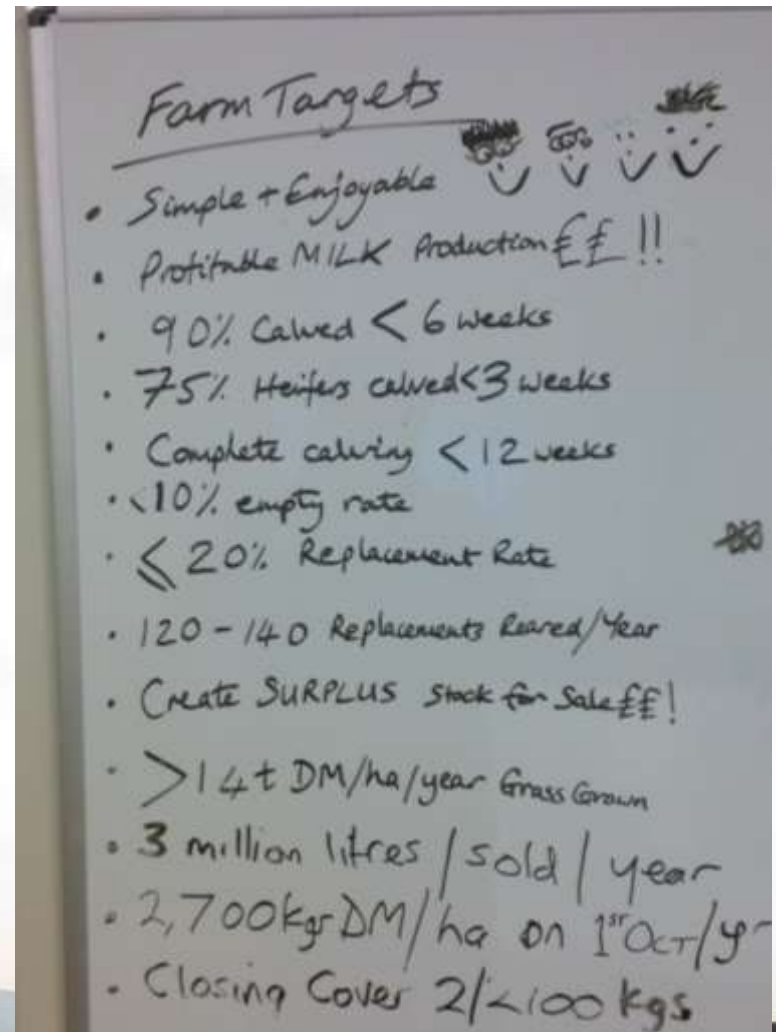 Farm Targets
• Simple + Enjoyable
• Profitable MILK Production ££!!
• 90% Calved < 6 weeks
• 75% Heifers calved<3 weeks
• Complete calving <12 weeks
• <10% empty rate
• ≤ 20% Replacement Rate
• 120-140 Replacements Reared/Year
• Create SURPLUS Stock for Sale ££!
• >14t DM/ha/year Grass Grown
• 3 million litres / sold / year
• 2,700kgs DM/ha on 1st OCT/yr
• Closing Cover kgs